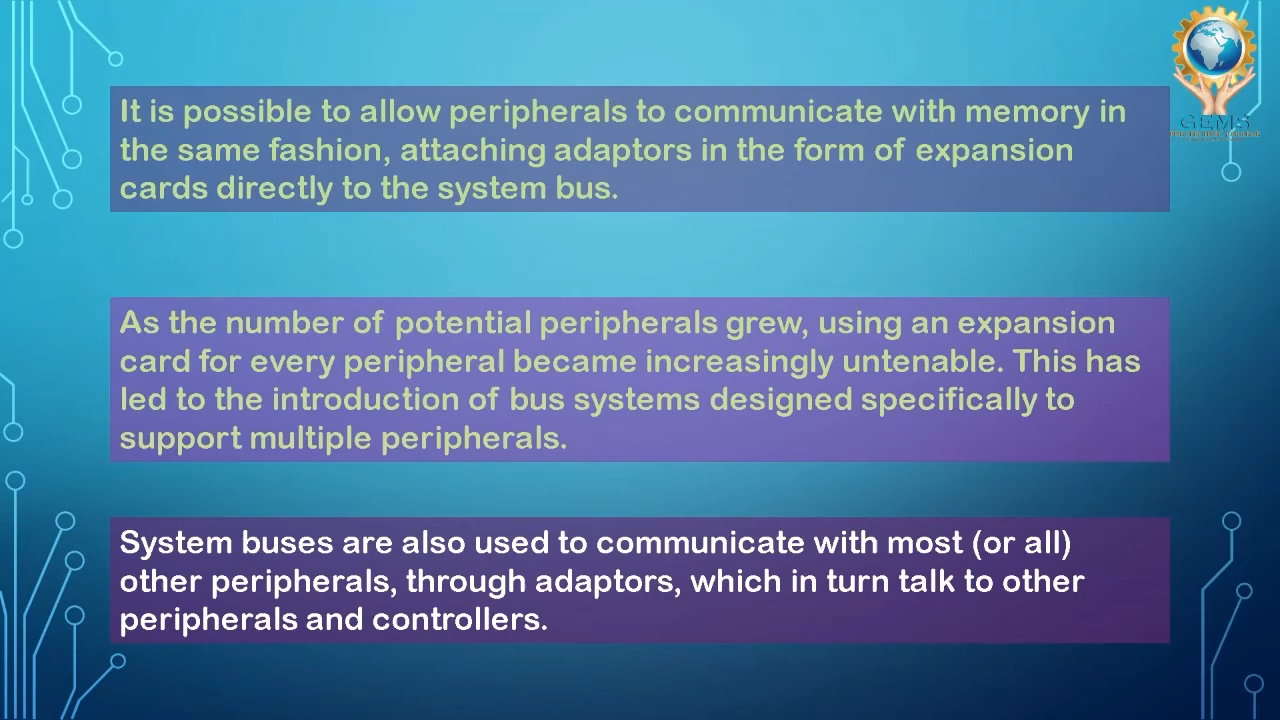 GEMS
It is possible to allow peripherals to communicate with memory in
the same fashion, attaching adaptors in the form of expansion
cards directly to the system bus.
As the number of potential peripherals grew, using an expansion
card for every peripheral became increasingly untenable. This has
led to the introduction of bus systems designed specifically to
support multiple peripherals.
System buses are also used to communicate with most (or all)
other peripherals, through adaptors, which in turn talk to other
peripherals and controllers.